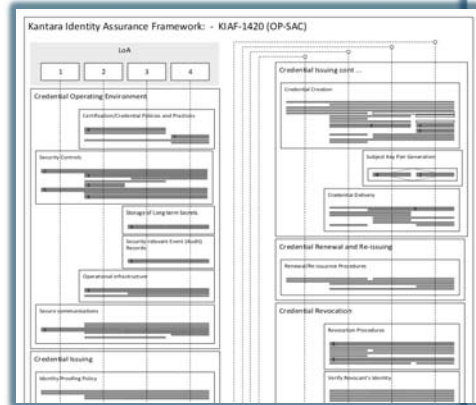 Kantara Identity Assurance Framework: - KIAF-1420 (OP-SAC)
LoA
1 2 3 4
Credential Operating Environment
Certification/Credential Policies and Practices
Security Controls
Storage of Long-term Secrets
Security-relevant Event (Audit)
Records
Operational Infrastructure
Secure communications
Credential Issuing
Identity Proofing Policy
Credential Issuing cont ...
Credential Creation
Subject Key Pair Generation
Credential Delivery
Credential Renewal and Re-issuing
Renewal/Re-issuance Procedures
Credential Revocation
Revocation Procedures
Verify Revocant's Identity